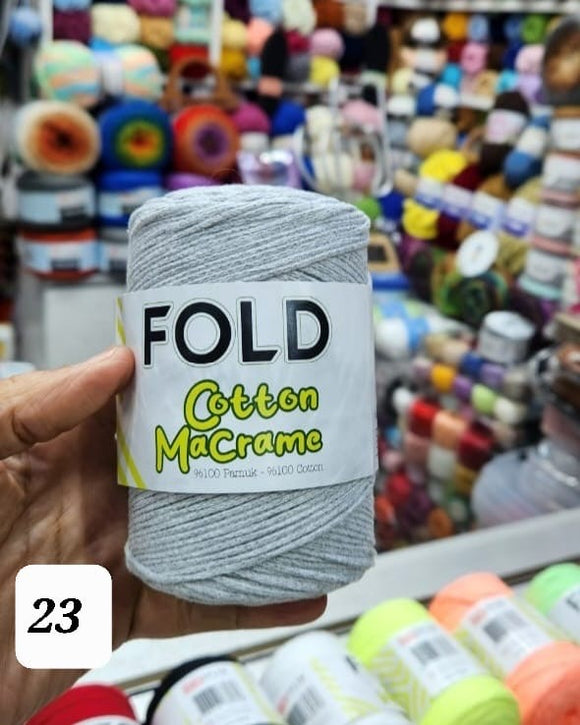 FOLD
Cotton
MaCrame
%100 Pamuk - %100 Cotton
23